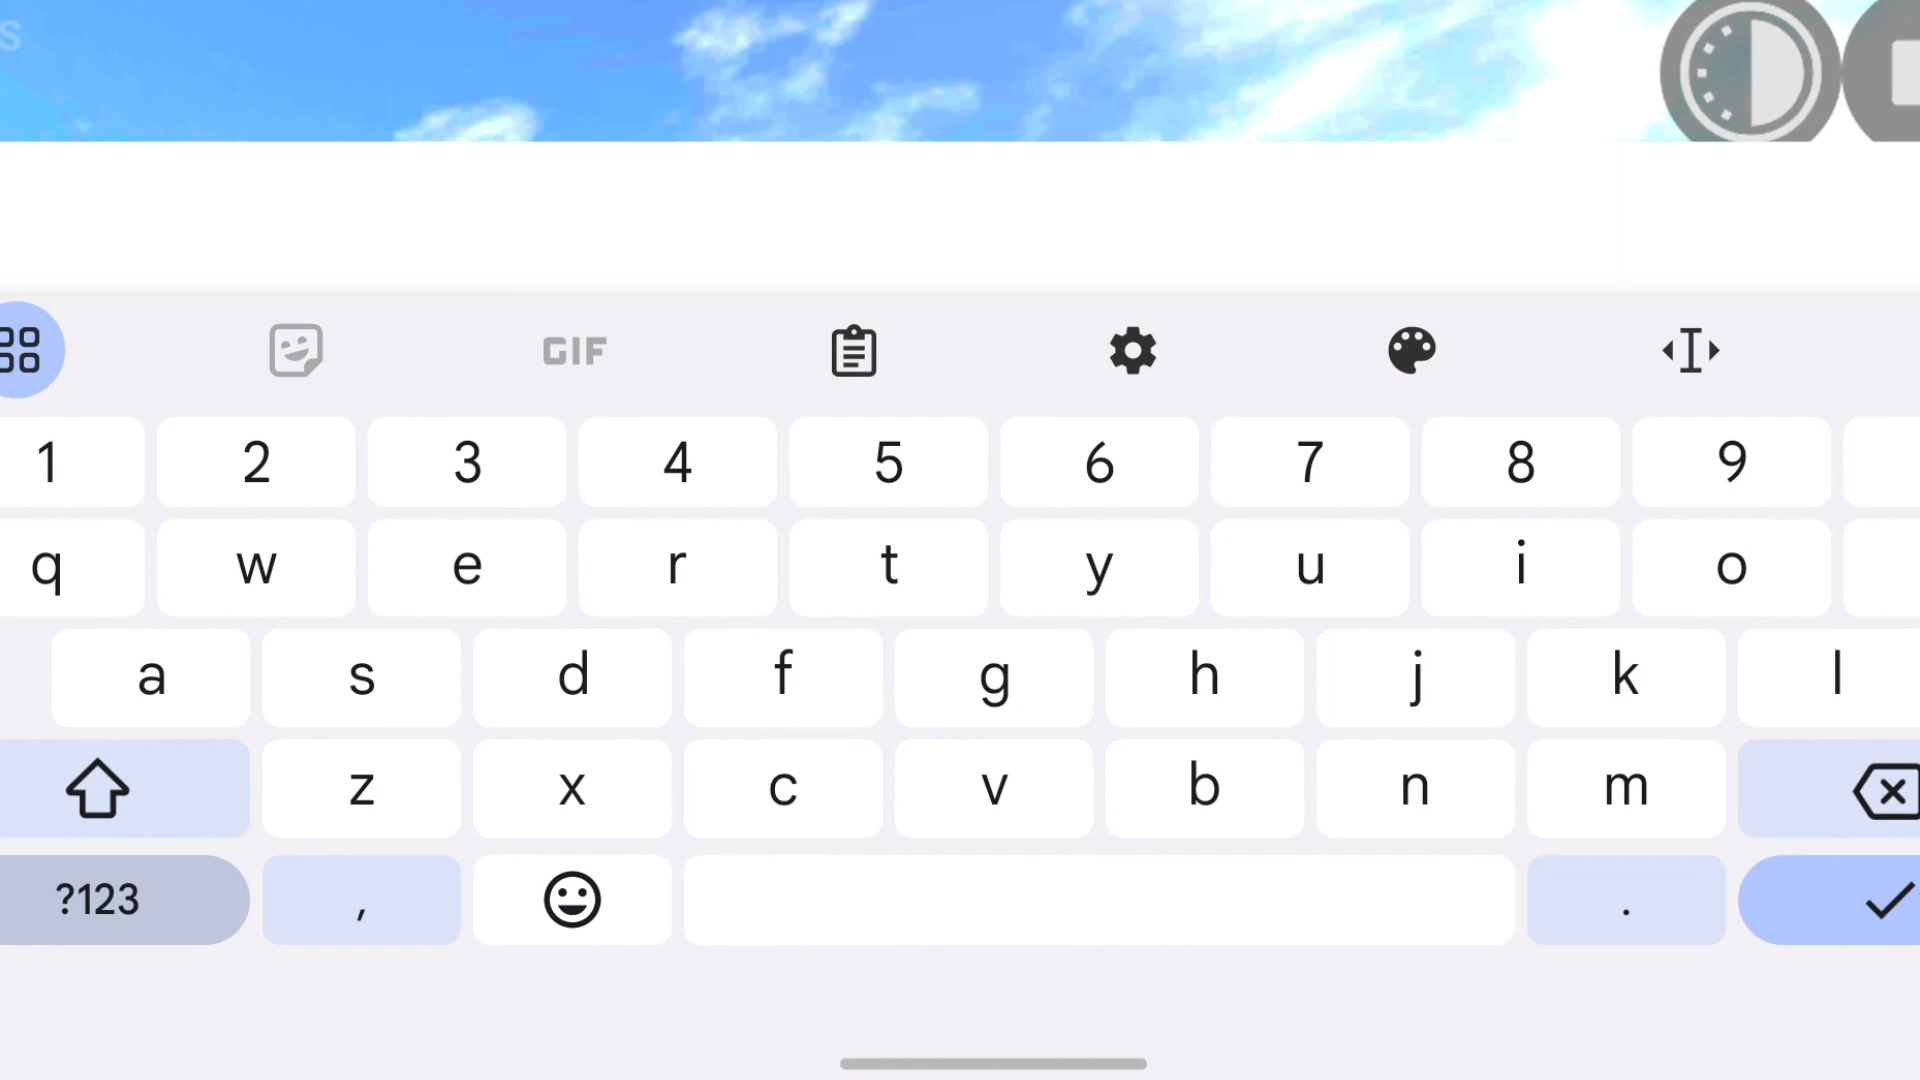 S
GIF
1 2 3 4 5 6 7 8 9
q w e r t y u i o
a s d f g h j k l
z x c v b n m
?123 , .